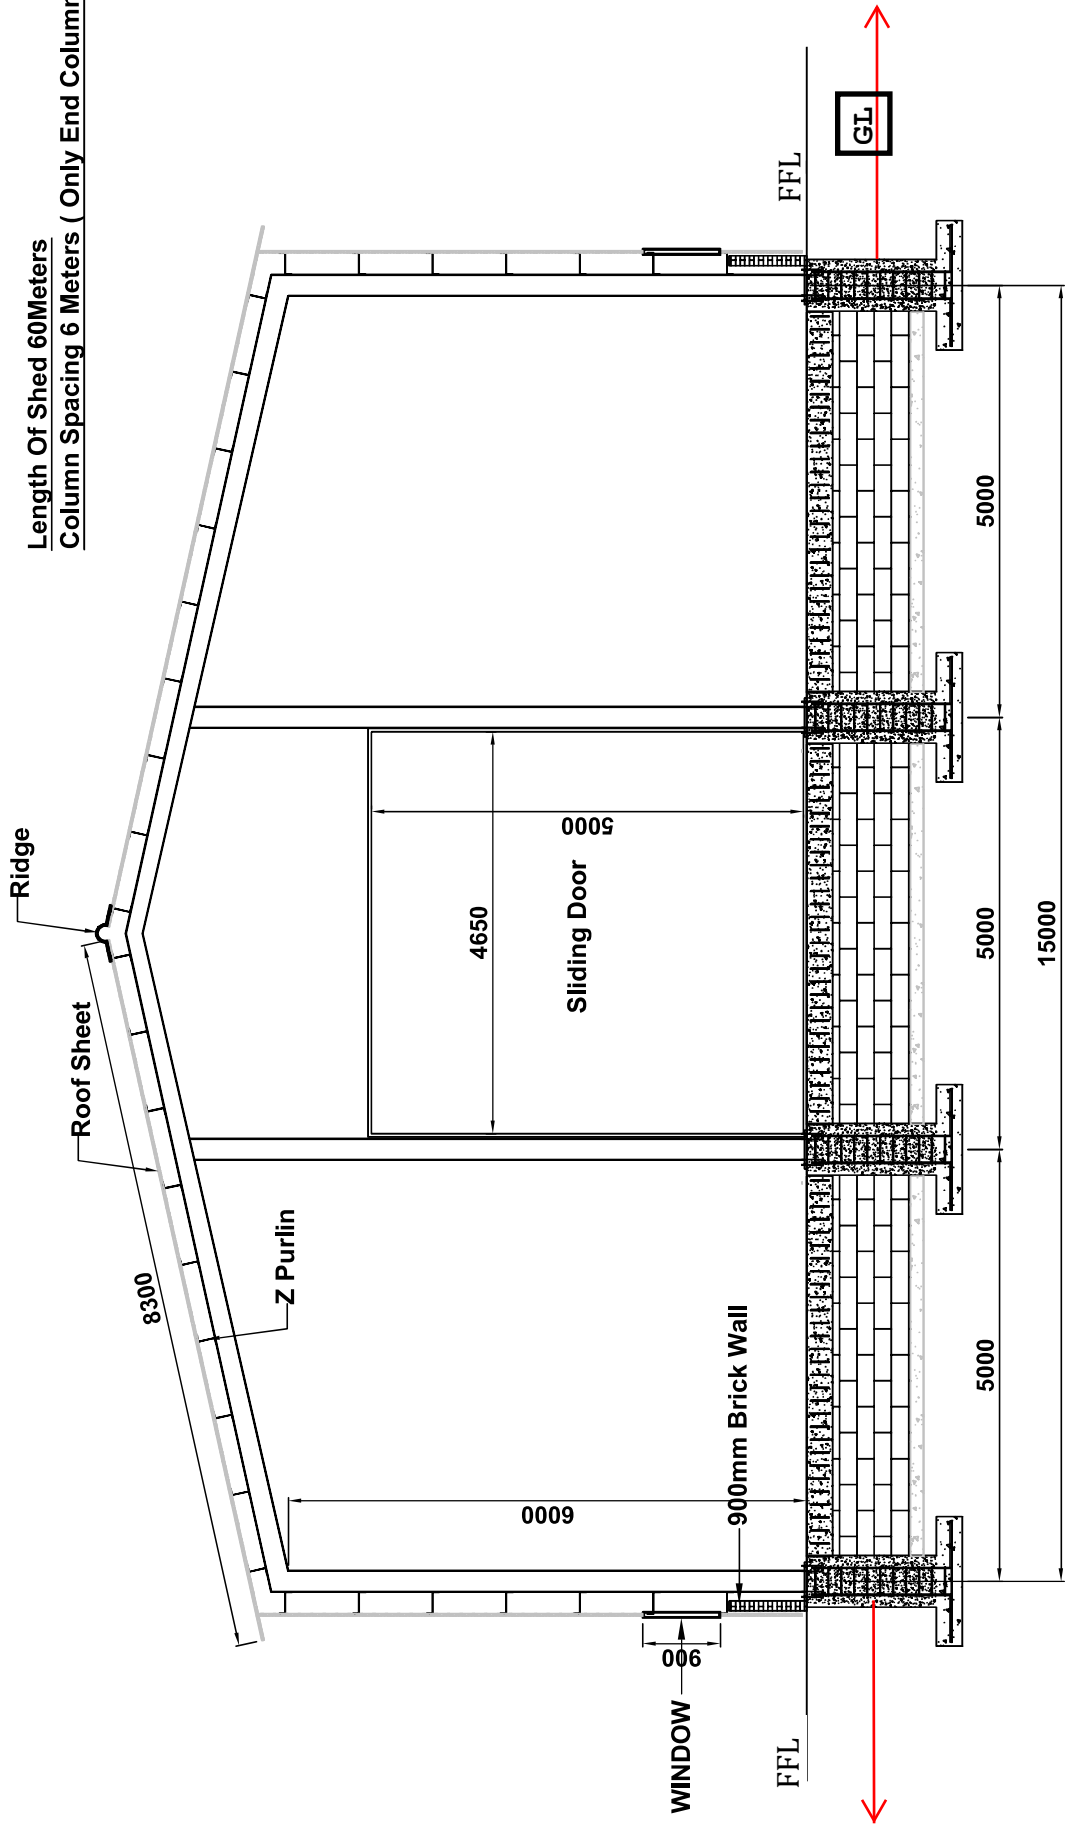 Length Of Shed 60Meters
Column Spacing 6 Meters ( Only End Column
Ridge
Roof Sheet
8300
Z Purlin
4650
5000
Sliding Door
6000
900mm Brick Wall
900
WINDOW
FFL
FFL
GL
5000
5000
5000
15000